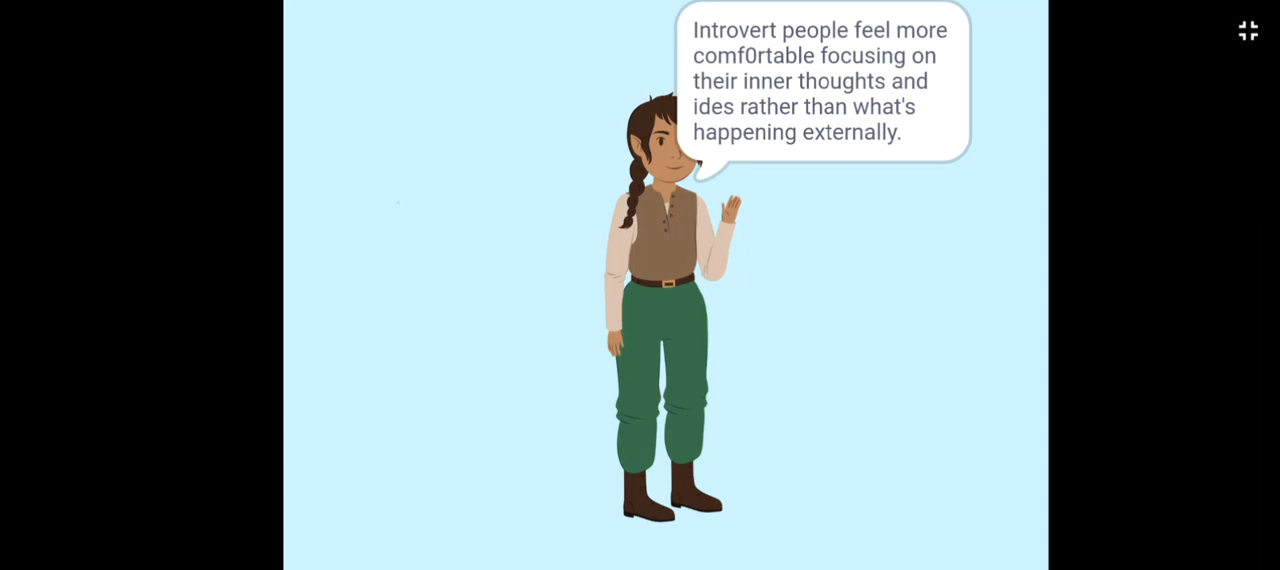 Introvert people feel more
comf0rtable focusing on
their inner thoughts and
ides rather than what's
happening externally.